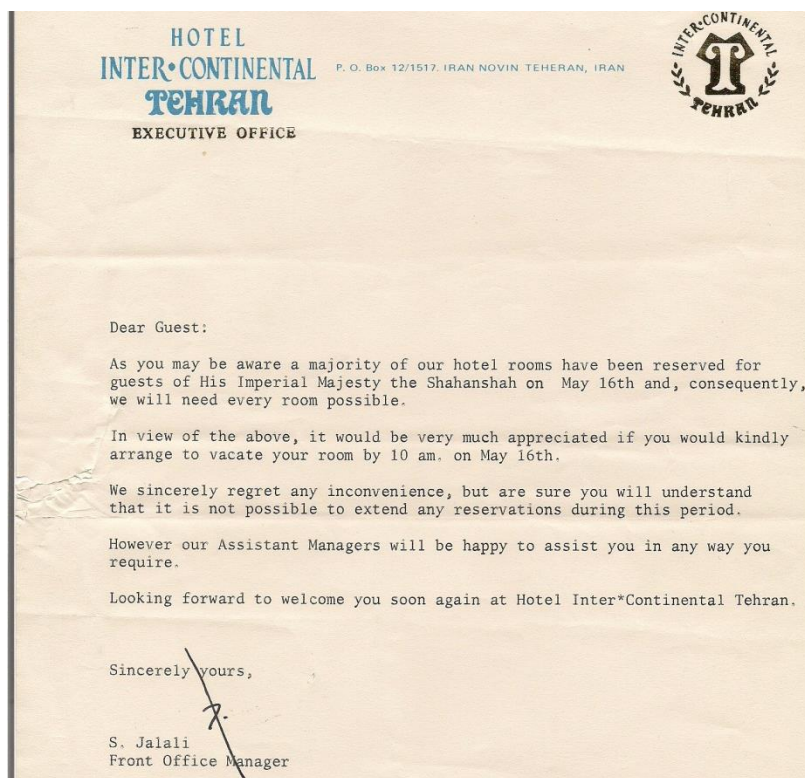 HOTEL
INTER•CONTINENTAL
TEHRAN
EXECUTIVE OFFICE
P. O. Box 12/1517. IRAN NOVIN TEHERAN, IRAN
INTER•CONTINENTAL
TEHRAN
Dear Guest:
As you may be aware a majority of our hotel rooms have been reserved for
guests of His Imperial Majesty the Shahanshah on May 16th and, consequently,
we will need every room possible.
In view of the above, it would be very much appreciated if you would kindly
arrange to vacate your room by 10 am. on May 16th.
We sincerely regret any inconvenience, but are sure you will understand
that it is not possible to extend any reservations during this period.
However our Assistant Managers will be happy to assist you in any way you
require.
Looking forward to welcome you soon again at Hotel Inter*Continental Tehran.
Sincerely yours,
S. Jalali
Front Office Manager